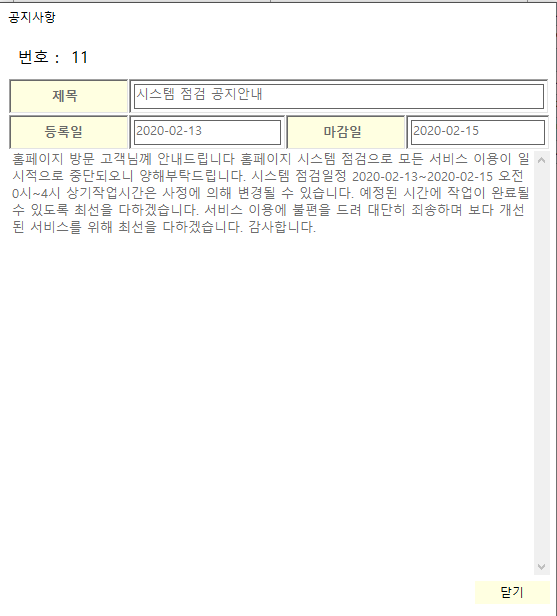 공지사항
번호 : 11
제목 시스템 점검 공지안내
등록일 2020-02-13 마감일 2020-02-15
홈페이지 방문 고객님께 안내드립니다 홈페이지 시스템 점검으로 모든 서비스 이용이 일
시적으로 중단되오니 양해부탁드립니다. 시스템 점검일정 2020-02-13~2020-02-15 오전
0시~4시 상기작업시간은 사정에 의해 변경될 수 있습니다. 예정된 시간에 작업이 완료될
수 있도록 최선을 다하겠습니다. 서비스 이용에 불편을 드려 대단히 죄송하며 보다 개선
된 서비스를 위해 최선을 다하겠습니다. 감사합니다.
닫기